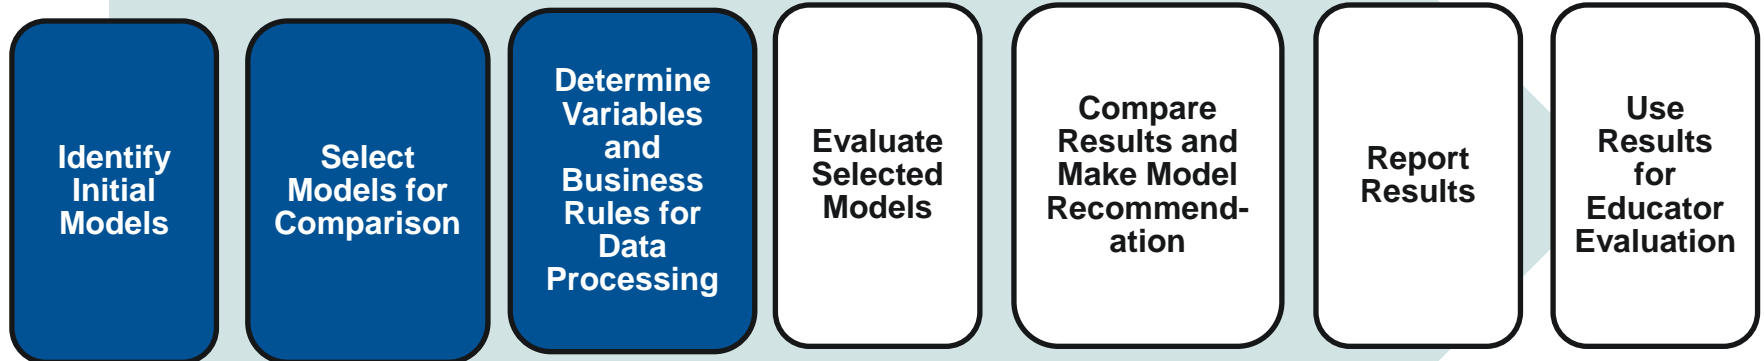 Identify
Initial
Models
Select
Models for
Comparison
Determine
Variables
and
Business
Rules for
Data
Processing
Evaluate
Selected
Models
Compare
Results and
Make Model
Recommend-
ation
Report
Results
Use
Results
for
Educator
Evaluation